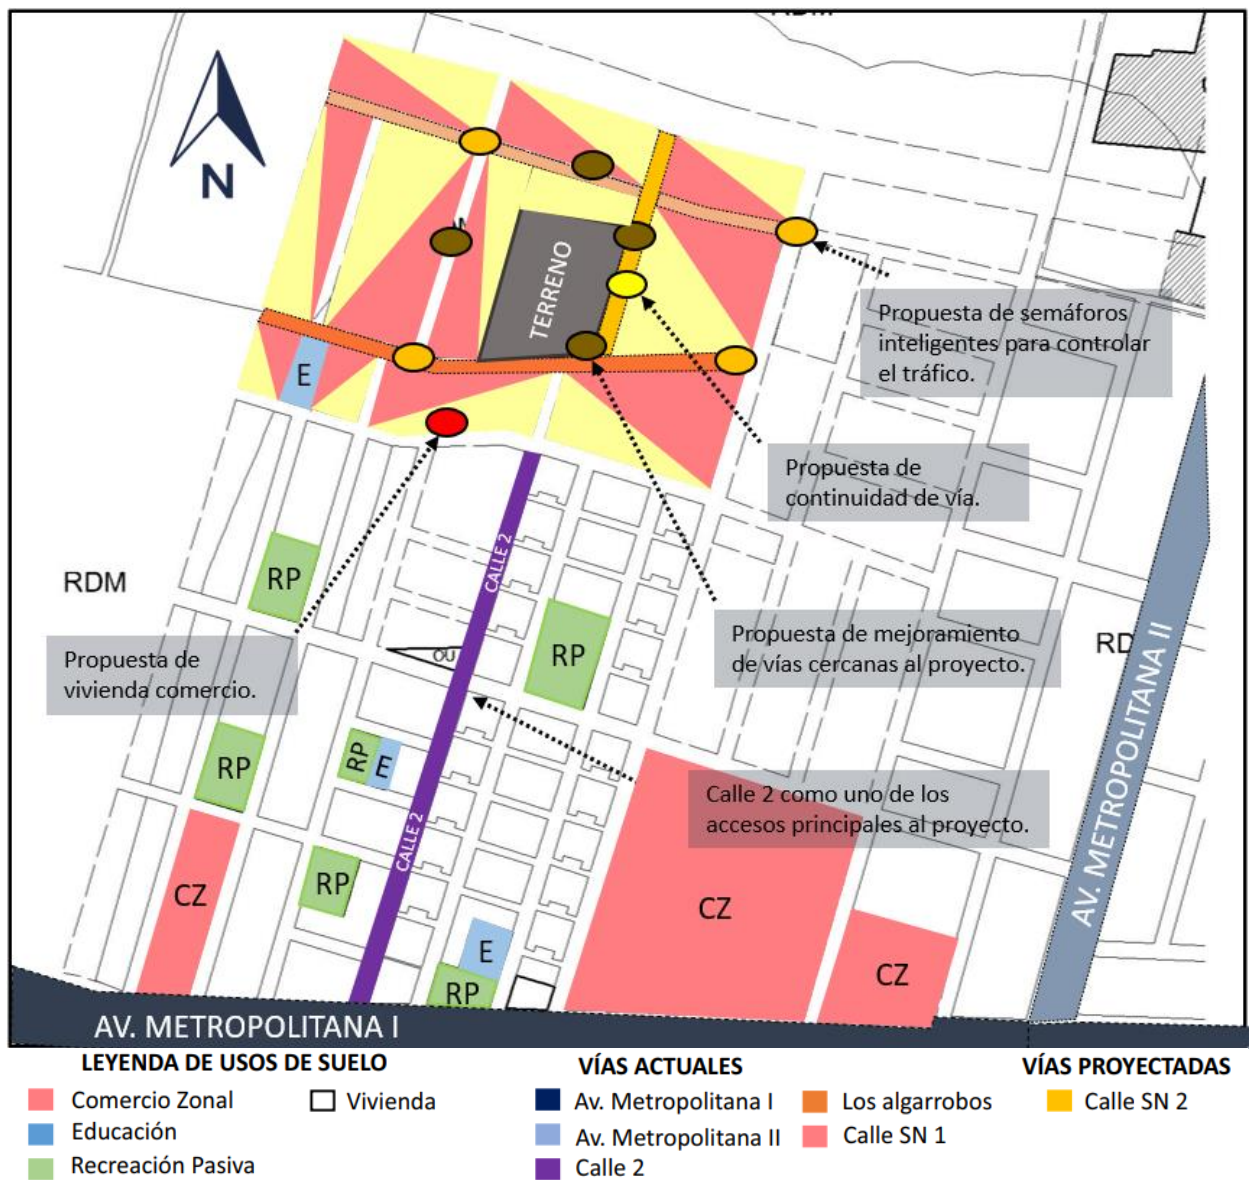 N
TERRENO
Propuesta de semáforos
inteligentes para controlar
el tráfico.
E
Propuesta de
continuidad de vía.
CALLE 2
RDM
RP
RP
OU
Propuesta de mejoramiento
de vías cercanas al proyecto.
Propuesta de
vivienda comercio.
RP
RP
E
Calle 2 como uno de los
accesos principales al proyecto.
CALLE 2
AV. METROPOLITANA II
RP
CZ
CZ
E
CZ
RP
AV. METROPOLITANA I
LEYENDA DE USOS DE SUELO
Comercio Zonal
Vivienda
Educación
Recreación Pasiva
VÍAS ACTUALES
Av. Metropolitana I
Los algarrobos
Av. Metropolitana II
Calle SN 1
Calle 2
VÍAS PROYECTADAS
Calle SN 2